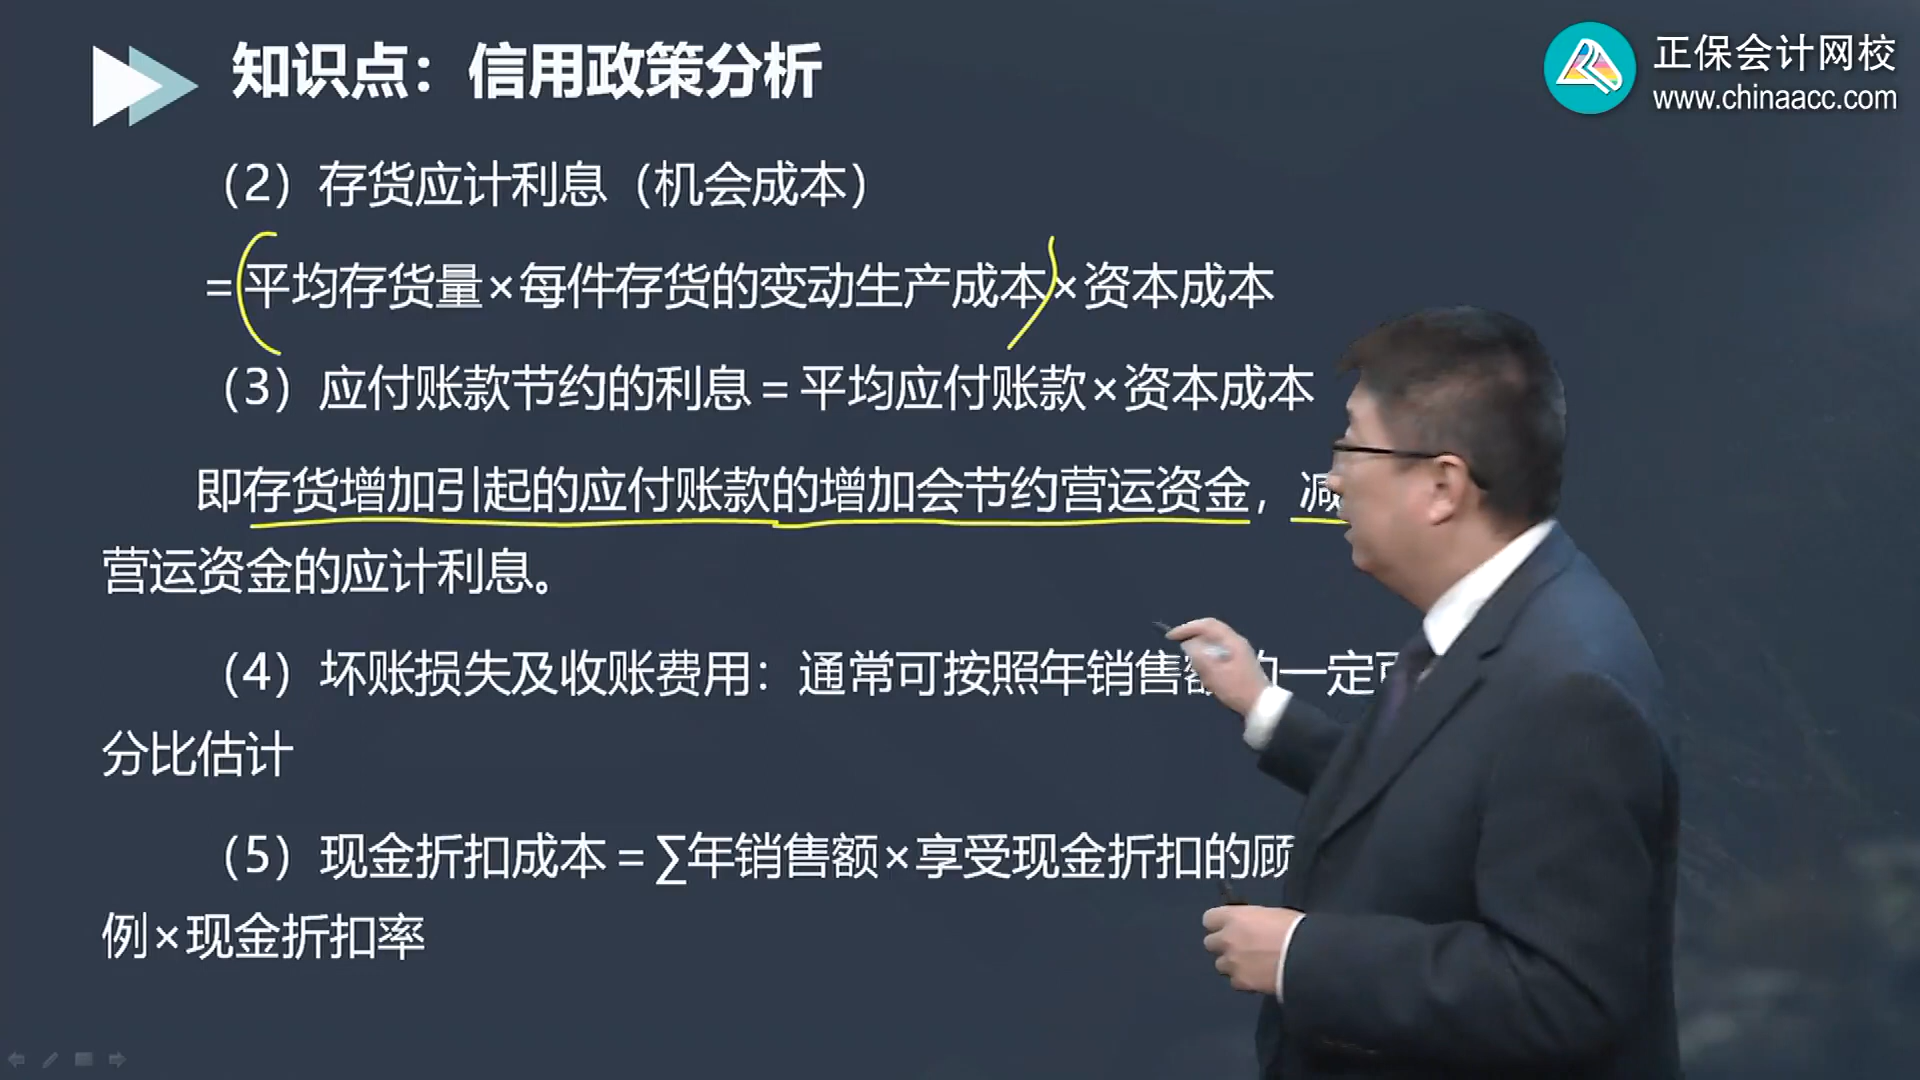 知识点：信用政策分析
正保会计网校
www.chinaacc.com
（2）存货应计利息（机会成本）
=平均存货量×每件存货的变动生产成本×资本成本
（3）应付账款节约的利息=平均应付账款×资本成本
即存货增加引起的应付账款的增加会节约营运资金，减
营运资金的应计利息。
（4）坏账损失及收账费用：通常可按照年销售额的一定
分比估计
（5）现金折扣成本=∑年销售额×享受现金折扣的顾
例×现金折扣率